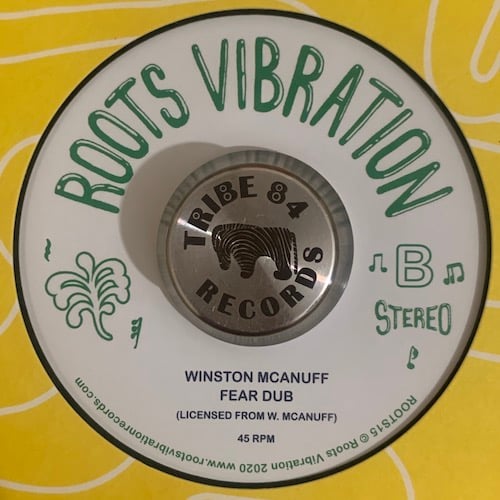 ROOTS VIBRATION
TRIBE 84
RECORDS
B
STEREO
WINSTON MCANUFF
FEAR DUB
(LICENSED FROM W. MCANUFF)
45 RPM
ROOTS15 © Roots Vibration 2020 www.rootsvibrationrecords.com